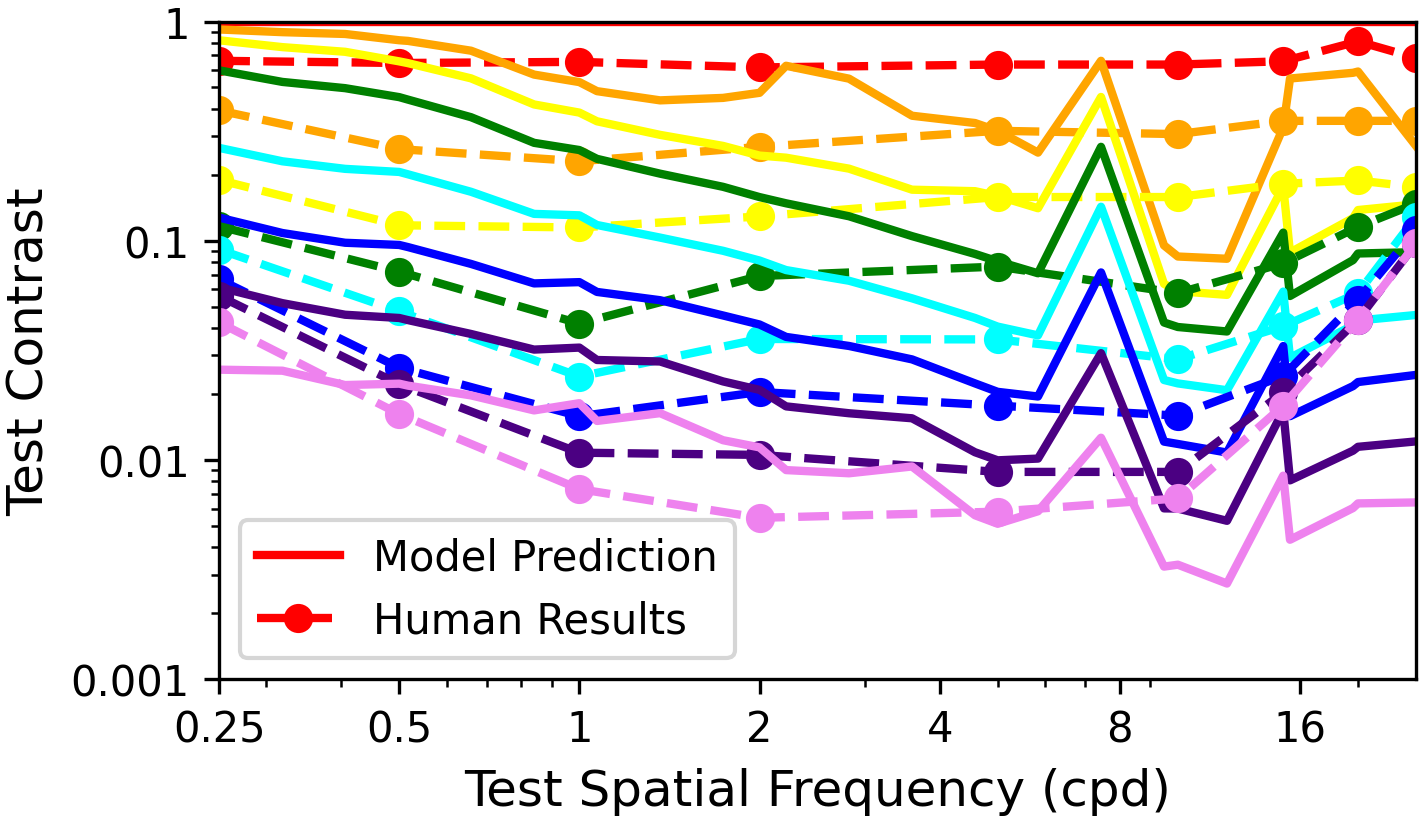 1
0.1
0.01
0.001
Test Contrast
Model Prediction
Human Results
0.25 0.5 1 2 4 8 16
Test Spatial Frequency (cpd)